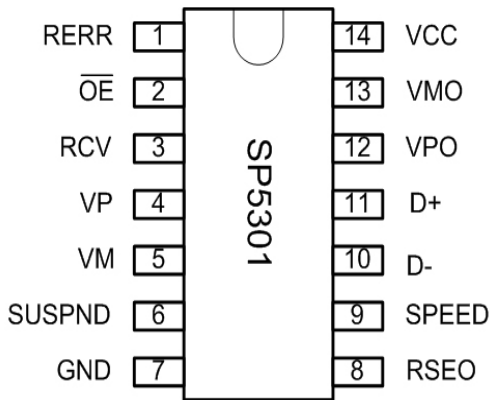 RERR 1 14 VCC
OE 2 13 VMO
RCV 3 12 VPO
VP 4 11 D+
VM 5 10 D-
SUSPND 6 9 SPEED
GND 7 8 RSEO
SP5301